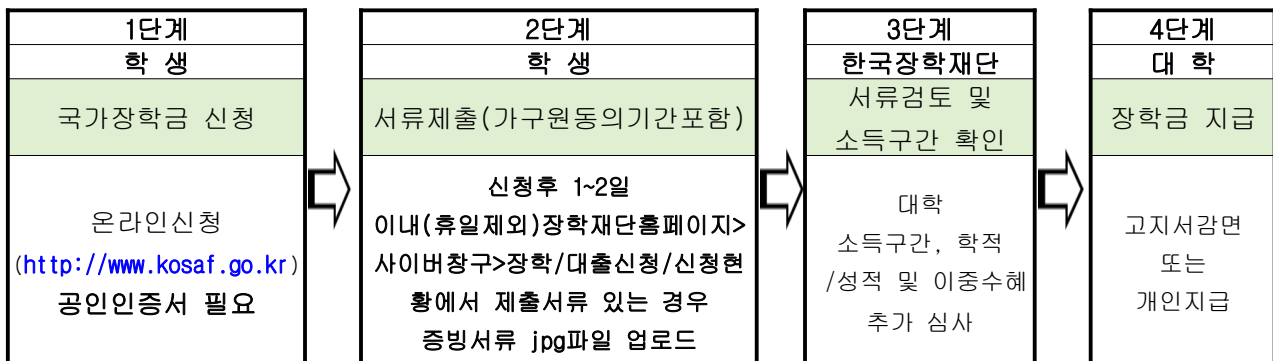 1단계
학 생
국가장학금 신청
온라인신청
(http://www.kosaf.go.kr)
공인인증서 필요
2단계
학 생
서류제출(가구원동의기간포함)
신청후 1~2일
이내(휴일제외)장학재단홈페이지>
사이버창구>장학/대출신청/신청현
황에서 제출서류 있는 경우
증빙서류 jpg파일 업로드
3단계
한국장학재단
서류검토 및
소득구간 확인
대학
소득구간, 학적
/성적 및 이중수혜
추가 심사
4단계
대 학
장학금 지급
고지서감면
또는
개인지급